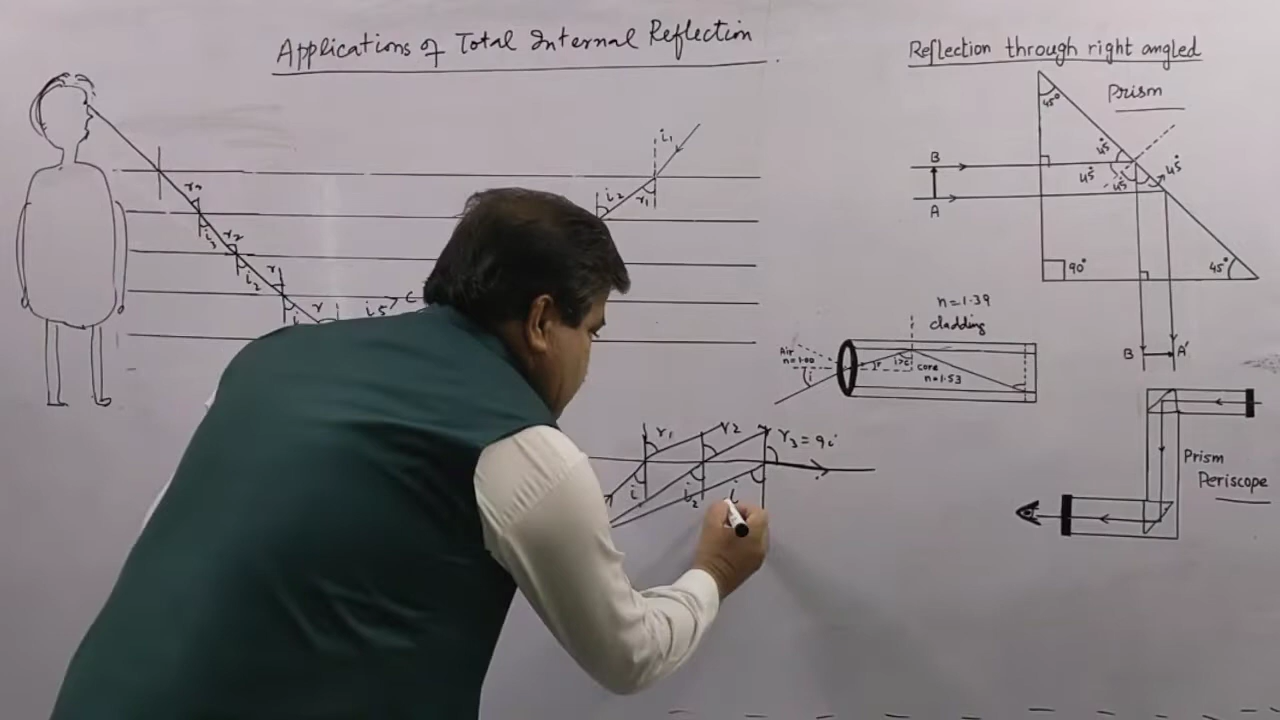 Applications of Total Internal Reflection
Reflection through right angled
Prism
45°
45°
45°
45°
45°
B
A
90°
45°
B A'
i1
i2 r1
r3
i3 r2
i2 r1
i r
i5 C
n=1.39
cladding
Air
n=1.00
i
r i>c core
n=1.53
Prism
Periscope
r1 r2 r3 = 90
i i2 i